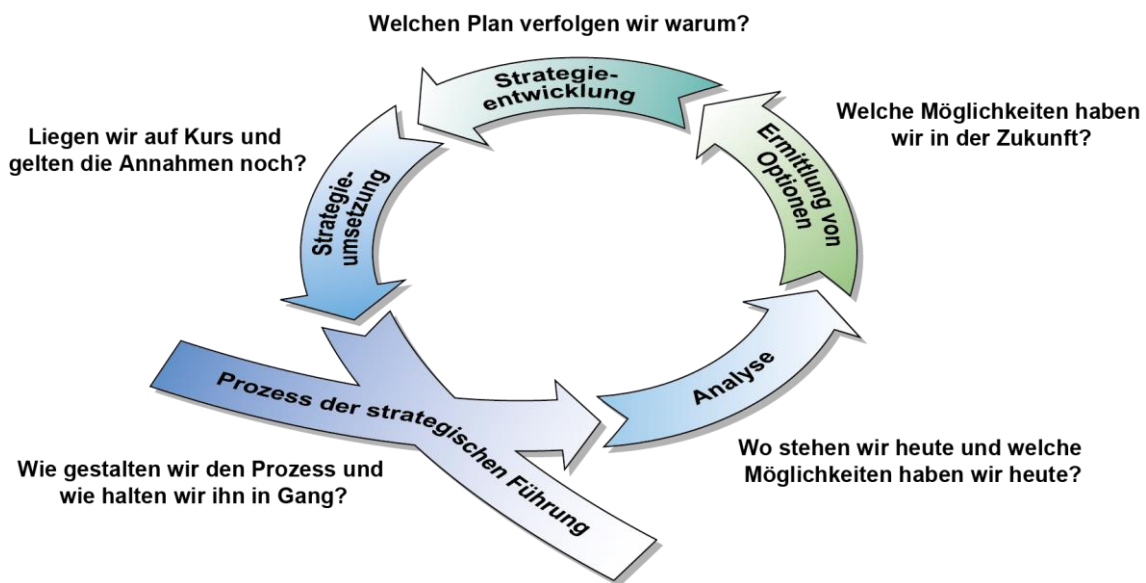 Welchen Plan verfolgen wir warum?
Strategie-
entwicklung
Welche Möglichkeiten haben
wir in der Zukunft?
Ermittlung von
Optionen
Liegen wir auf Kurs und
gelten die Annahmen noch?
Strategie-
umsetzung
Analyse
Prozess der strategischen Führung
Wo stehen wir heute und welche
Möglichkeiten haben wir heute?
Wie gestalten wir den Prozess und
wie halten wir ihn in Gang?